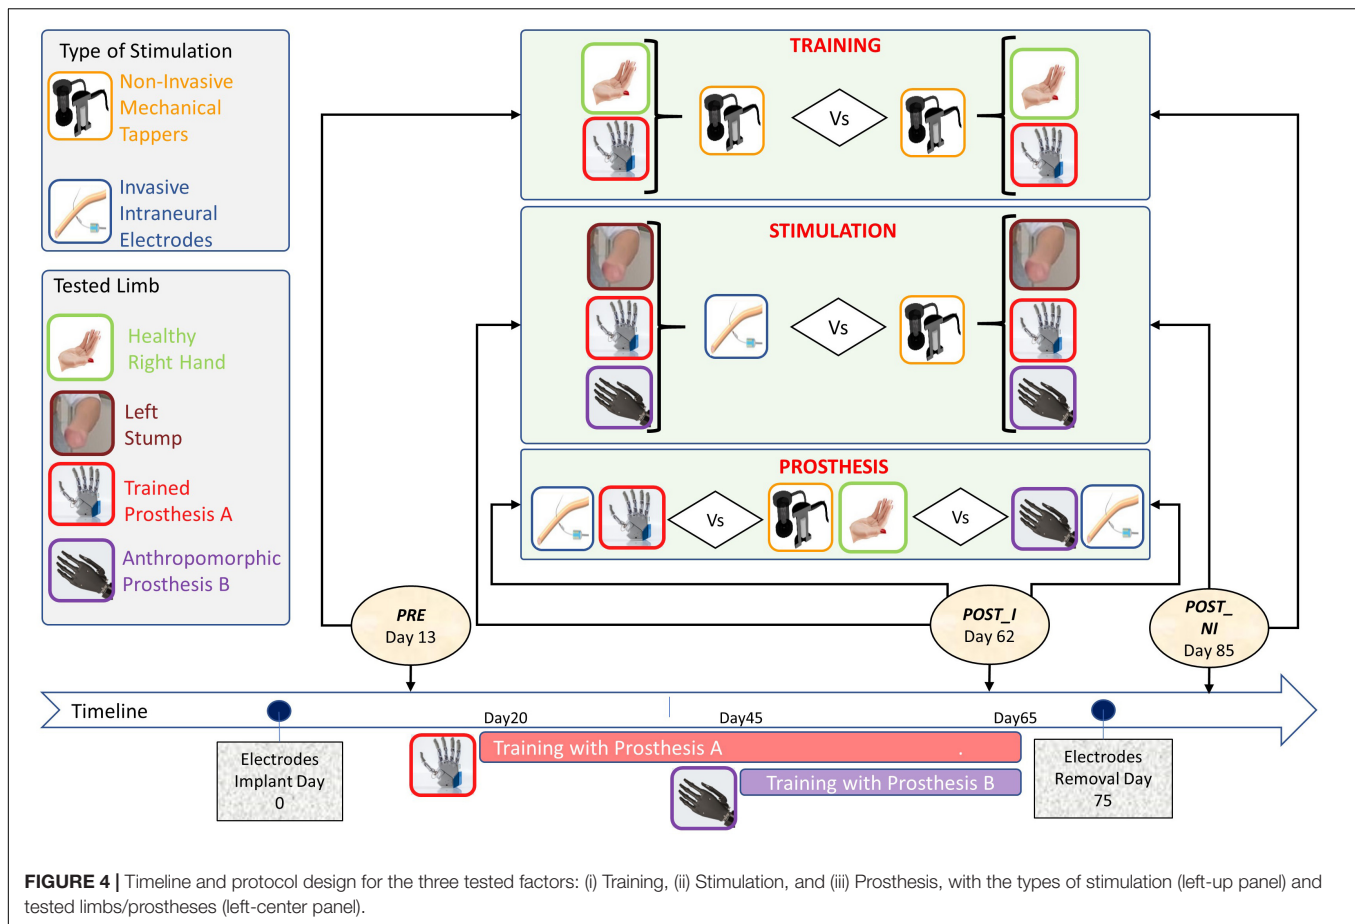 Type of Stimulation
Non-Invasive
Mechanical
Tappers
Invasive
Intraneural
Electrodes
Tested Limb
Healthy
Right Hand
Left
Stump
Trained
Prosthesis A
Anthropomorphic
Prosthesis B
TRAINING
Vs
STIMULATION
Vs
PROSTHESIS
Vs
Vs
PRE
Day 13
POST_I
Day 62
POST_
NI
Day 85
Timeline
Day20
Day45
Day65
Electrodes
Implant Day
0
Training with Prosthesis A .
Training with Prosthesis B
Electrodes
Removal Day
75
FIGURE 4 | Timeline and protocol design for the three tested factors: (i) Training, (ii) Stimulation, and (iii) Prosthesis, with the types of stimulation (left-up panel) and
tested limbs/prostheses (left-center panel).